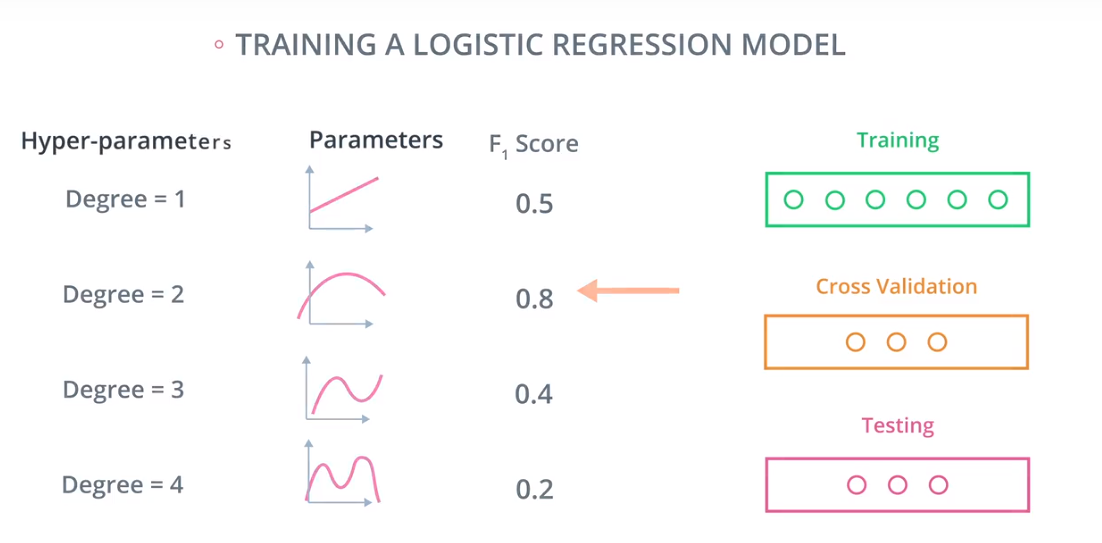 TRAINING A LOGISTIC REGRESSION MODEL
Hyper-parameters Parameters F1 Score
Degree = 1 0.5
Degree = 2 0.8
Degree = 3 0.4
Degree = 4 0.2
Training
Cross Validation
Testing